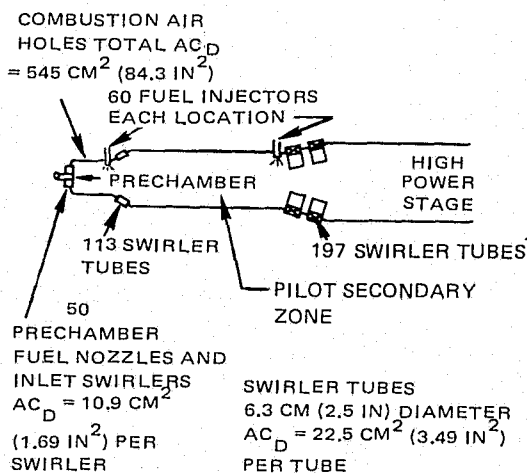 COMBUSTION AIR
HOLES TOTAL AC_D
= 545 CM² (84.3 IN²)
60 FUEL INJECTORS
EACH LOCATION
PRECHAMBER
HIGH
POWER
STAGE
113 SWIRLER
TUBES
197 SWIRLER TUBES
PILOT SECONDARY
ZONE
50
PRECHAMBER
FUEL NOZZLES AND
INLET SWIRLERS
AC_D = 10.9 CM²
(1.69 IN²) PER
SWIRLER
SWIRLER TUBES
6.3 CM (2.5 IN) DIAMETER
AC_D = 22.5 CM² (3.49 IN²)
PER TUBE